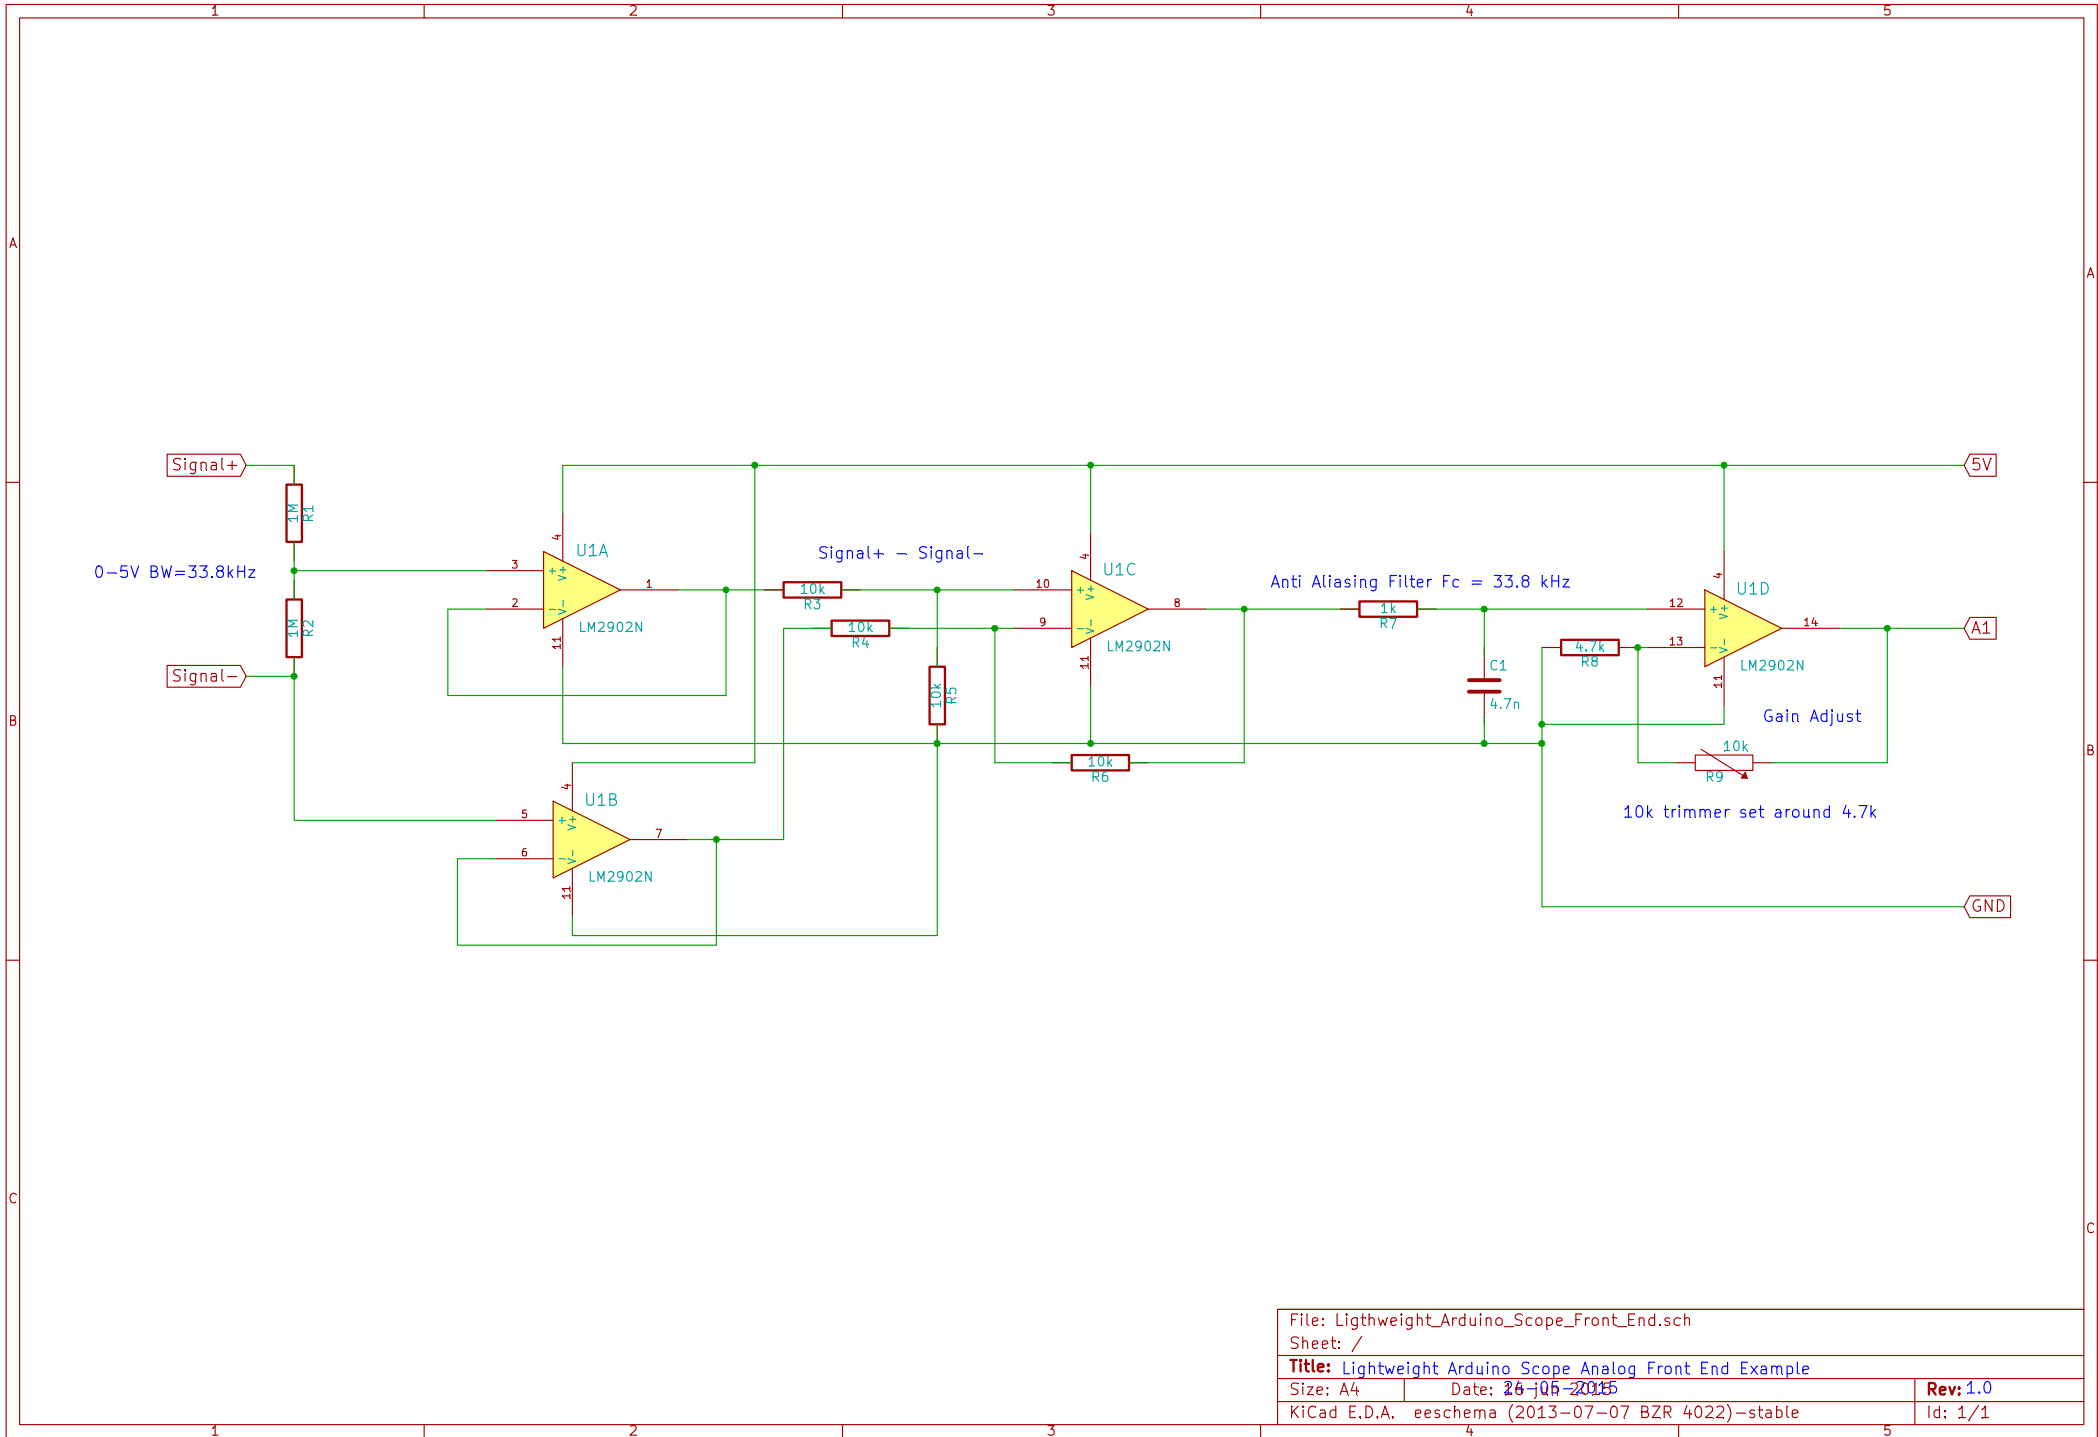 1 2 3 4 5
A
A
Signal+
5V
1M
R1
4
U1A
Signal+ - Signal-
0-5V BW=33.8kHz
3
+
V+
1
2
-
V-
11
LM2902N
10k
R3
4
U1C
10
+
V+
8
9
-
V-
11
LM2902N
10k
R4
Anti Aliasing Filter Fc = 33.8 kHz
1k
R7
4
U1D
12
+
V+
14
13
-
V-
11
LM2902N
A1
4.7k
R8
1M
R2
Signal-
10k
R5
C1
4.7n
Gain Adjust
B
B
10k
R6
10k
R9
10k trimmer set around 4.7k
4
U1B
5
+
V+
7
6
-
V-
11
LM2902N
GND
C
C
File: Ligthweight_Arduino_Scope_Front_End.sch
Sheet: /
Title: Lightweight Arduino Scope Analog Front End Example
Size: A4 Date: Rev: 1.0
KiCad E.D.A. eeschema (2013-07-07 BZR 4022)-stable Id: 1/1
1 2 3 4 5